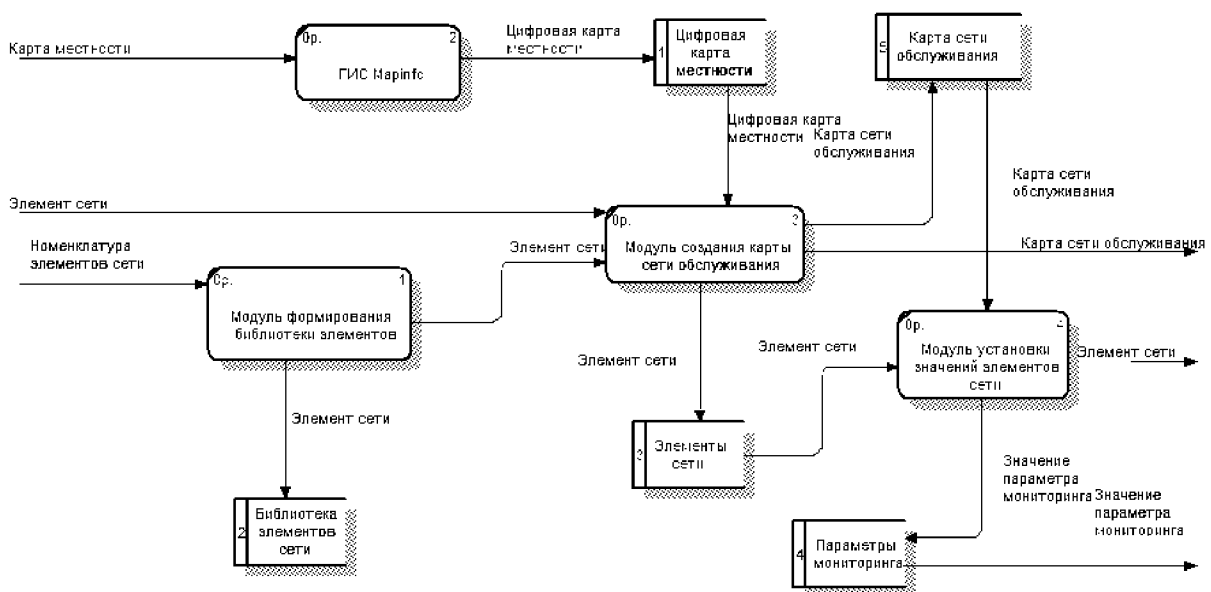 Карта местности
0р.
2
ГИС Mapinfc
Цифровая карта
местности
1
Цифровая
карта
местности
5
Карта сети
обслуживания
Цифровая карта
местности
Карта сети
обслуживания
Карта сети
обслуживания
Элемент сети
0р.
3
Модуль создания карты
сети обслуживания
Карта сети обслуживания
Номенклатура
элементов сети
Элемент сети
0р.
1
Модуль формирования
библиотеки элементов
0р.
4
Модуль установки
значений элементов
сети
Элемент сети
Элемент сети
Элемент сети
Элемент сети
3
Элементы
сети
Значение
параметра
мониторинга
Значение
параметра
мониторинга
2
Библиотека
элементов
сети
4
Параметры
мониторинга